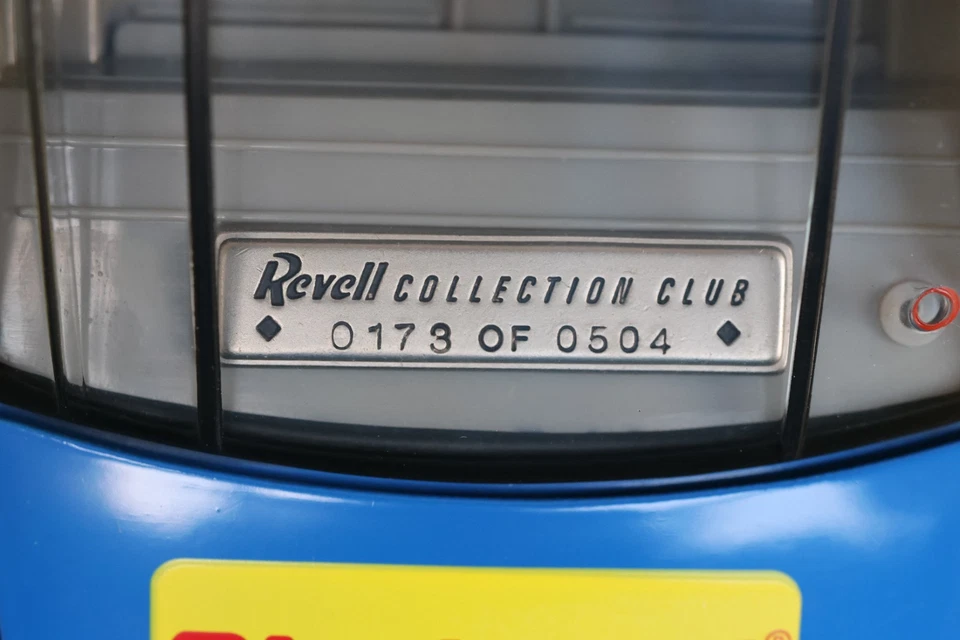 Revell COLLECTION CLUB
0173 OF 0504